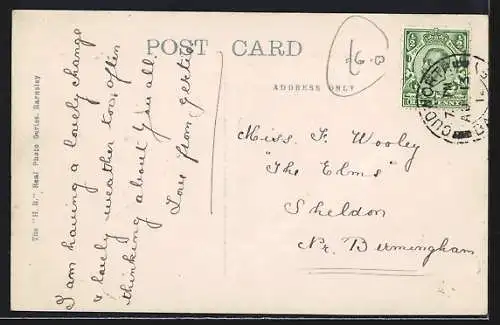 POST CARD
ADDRESS ONLY
The "H. B." Real Photo Series. Barnsley
I am having a lovely change
& lovely weather too, often
thinking about you all.
Love from Gertie
Miss. F. Wooley
"The Elms"
Sheldon
Nr. Birmingham
CUDWORTH